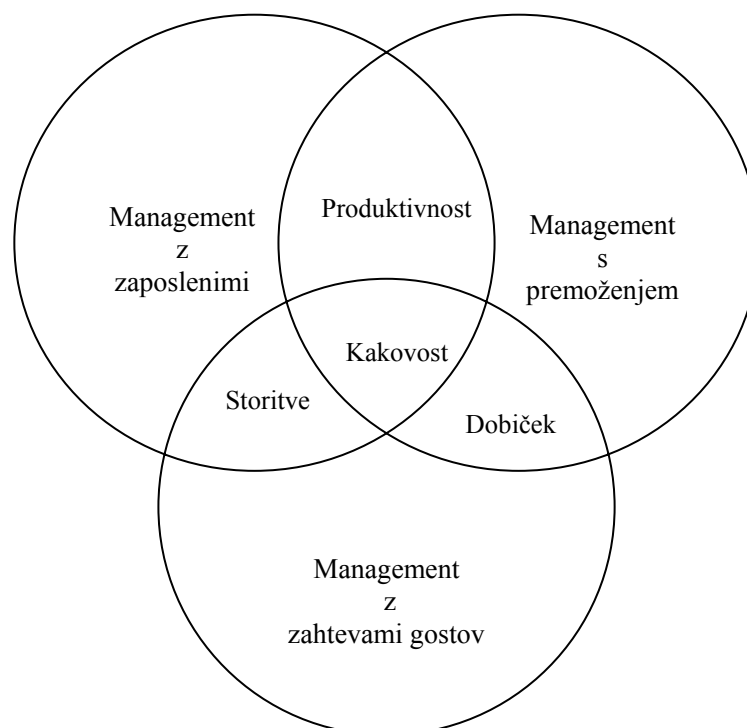 Produktivnost
Management
z
zaposlenimi
Management
s
premoženjem
Kakovost
Storitve
Dobiček
Management
z
zahtevami gostov